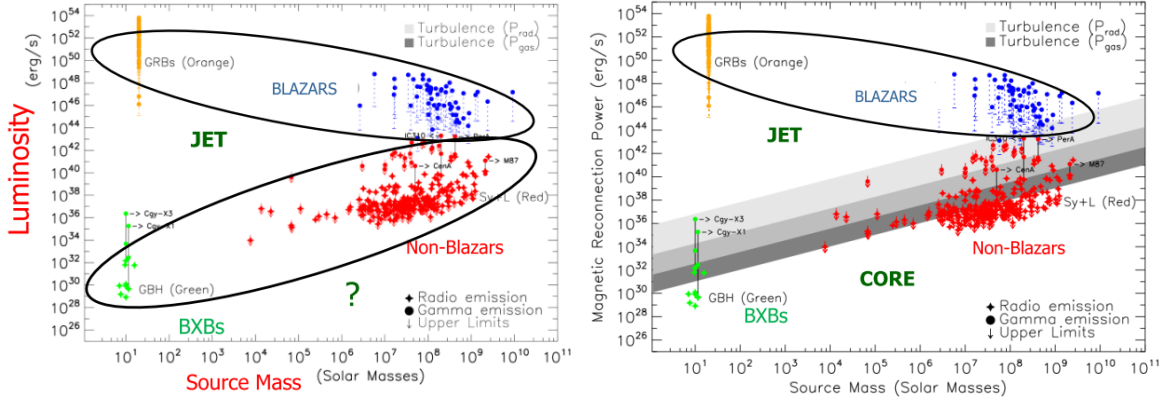 Luminosity
(erg/s)
10^54
10^52
10^50
10^48
10^46
10^44
10^42
10^40
10^38
10^36
10^34
10^32
10^30
10^28
10^26
Turbulence (P_rad)
Turbulence (P_gas)
GRBs (Orange)
BLAZARS
JET
IC310 <-
-> PerA
-> M87
-> CenA
Sy+L (Red)
-> Cgy-X3
-> Cgy-X1
Non-Blazars
GBH (Green)
?
BXBs
Radio emission
Gamma emission
Upper Limits
10^1 10^2 10^3 10^4 10^5 10^6 10^7 10^8 10^9 10^10 10^11
Source Mass (Solar Masses)
Magnetic Reconnection Power (erg/s)
10^54
10^52
10^50
10^48
10^46
10^44
10^42
10^40
10^38
10^36
10^34
10^32
10^30
10^28
10^26
Turbulence (P_rad)
Turbulence (P_gas)
GRBs (Orange)
BLAZARS
JET
IC310 <-
-> PerA
-> M87
-> CenA
Sy+L (Red)
-> Cgy-X3
-> Cgy-X1
Non-Blazars
CORE
GBH (Green)
BXBs
Radio emission
Gamma emission
Upper Limits
10^1 10^2 10^3 10^4 10^5 10^6 10^7 10^8 10^9 10^10 10^11
Source Mass (Solar Masses)